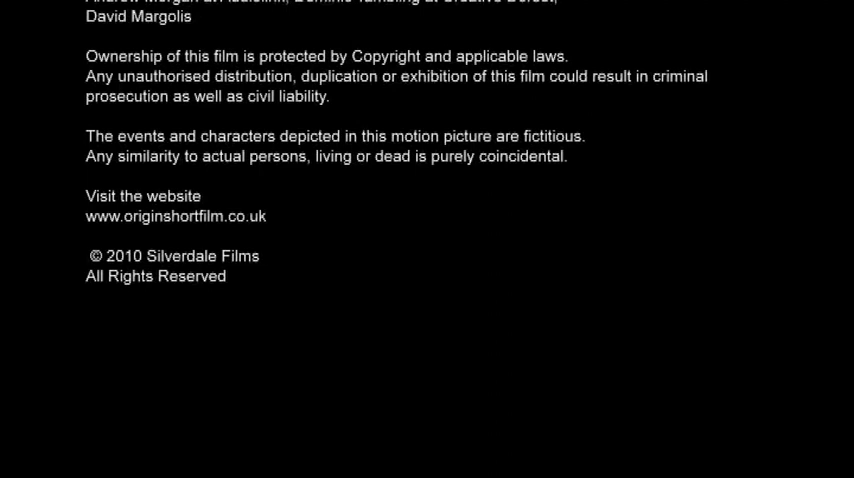 David Margolis
Ownership of this film is protected by Copyright and applicable laws.
Any unauthorised distribution, duplication or exhibition of this film could result in criminal
prosecution as well as civil liability.
The events and characters depicted in this motion picture are fictitious.
Any similarity to actual persons, living or dead is purely coincidental.
Visit the website
www.originshortfilm.co.uk
© 2010 Silverdale Films
All Rights Reserved